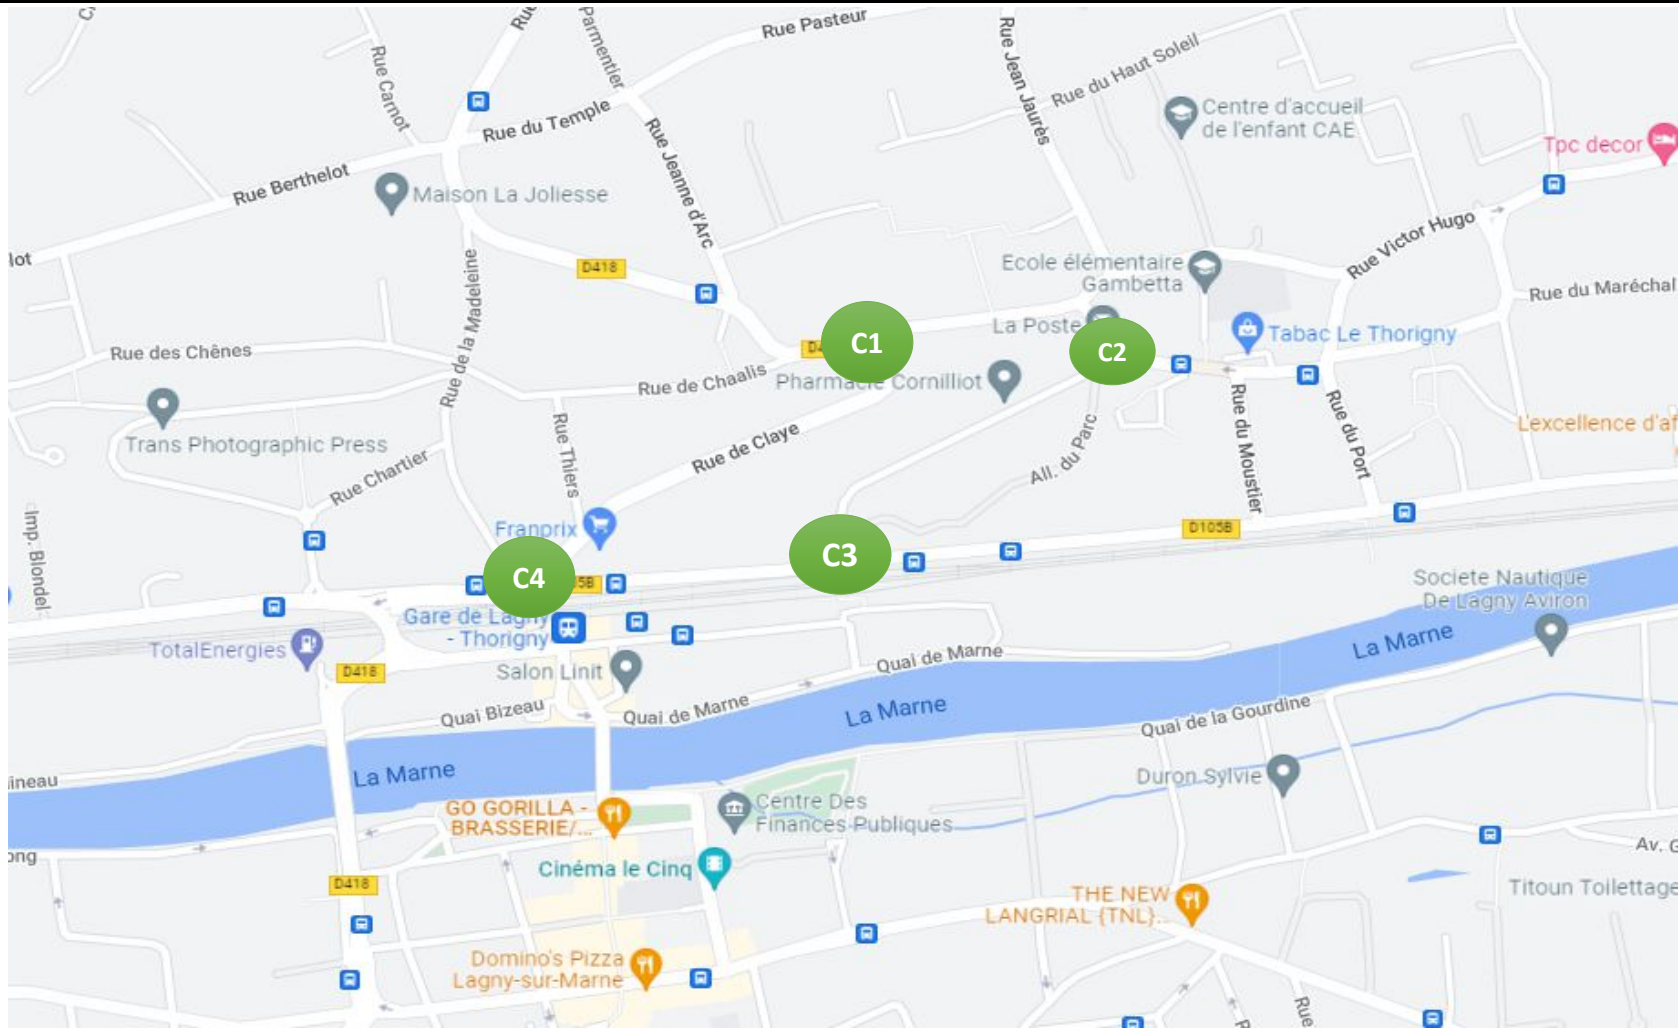 Rue Pasteur
Parmentier
Rue Carnot
Rue Jean Jaurès
Rue du Haut Soleil
Rue du Temple
Centre d'accueil
de l'enfant CAE
Tpc decor
Rue Berthelot
Maison La Joliesse
Rue Jeanne d'Arc
Rue Victor Hugo
lot
D418
Ecole élémentaire
Gambetta
Rue du Maréchal
Rue de la Madeleine
La Poste
Tabac Le Thorigny
C1
C2
Rue des Chênes
Rue de Chaalis
Pharmacie Cornilliot
Trans Photographic Press
Rue Thiers
Rue de Claye
All. du Parc
Rue du Moustier
Rue du Port
L'excellence d'af
Rue Chartier
Imp. Blondel
Franprix
D105B
C3
C4
5B
Gare de Lagny
- Thorigny
Societe Nautique
De Lagny Aviron
TotalEnergies
D418
Salon Linit
Quai de Marne
La Marne
Quai Bizeau
Quai de Marne
La Marne
Quai de la Gourdine
ineau
La Marne
Duron Sylvie
GO GORILLA -
BRASSERIE/...
Centre Des
Finances Publiques
Cinéma le Cinq
ong
Av. G
D418
Titoun Toilettage
THE NEW
LANGRIAL (TNL)...
Domino's Pizza
Lagny-sur-Marne
Rue